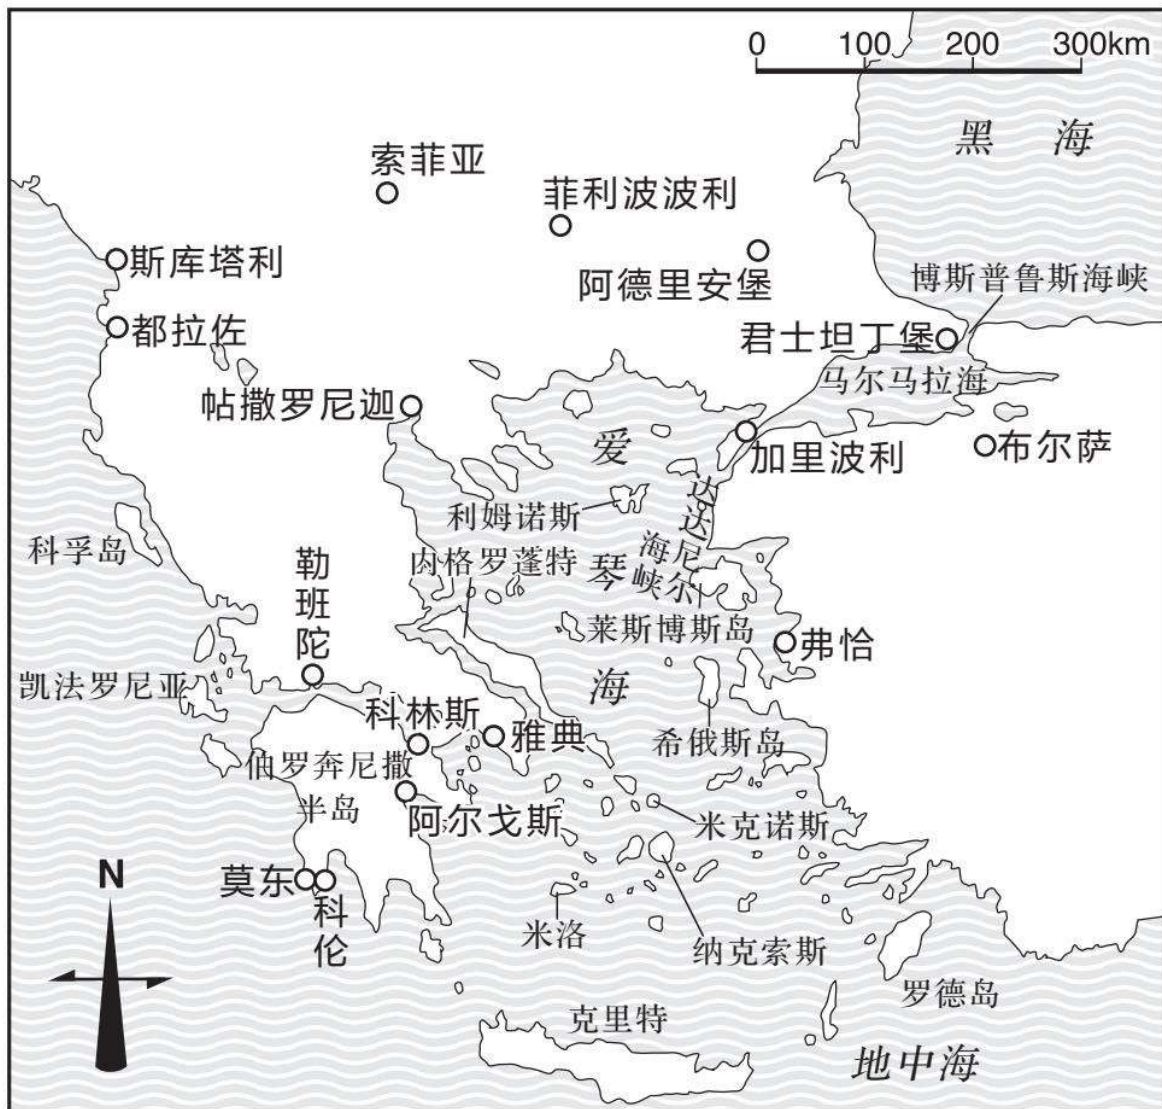 0 100 200 300km
黑 海
索菲亚
菲利波波利
斯库塔利
阿德里安堡
博斯普鲁斯海峡
都拉佐
君士坦丁堡
马尔马拉海
帖撒罗尼迦
爱琴海
加里波利
布尔萨
达达尼尔
海峡
利姆诺斯
内格罗蓬特
科孚岛
勒班陀
莱斯博斯岛
弗恰
凯法罗尼亚
科林斯
雅典
希俄斯岛
伯罗奔尼撒
半岛
阿尔戈斯
米克诺斯
N
莫东
科伦
米洛
纳克索斯
罗德岛
克里特
地中海